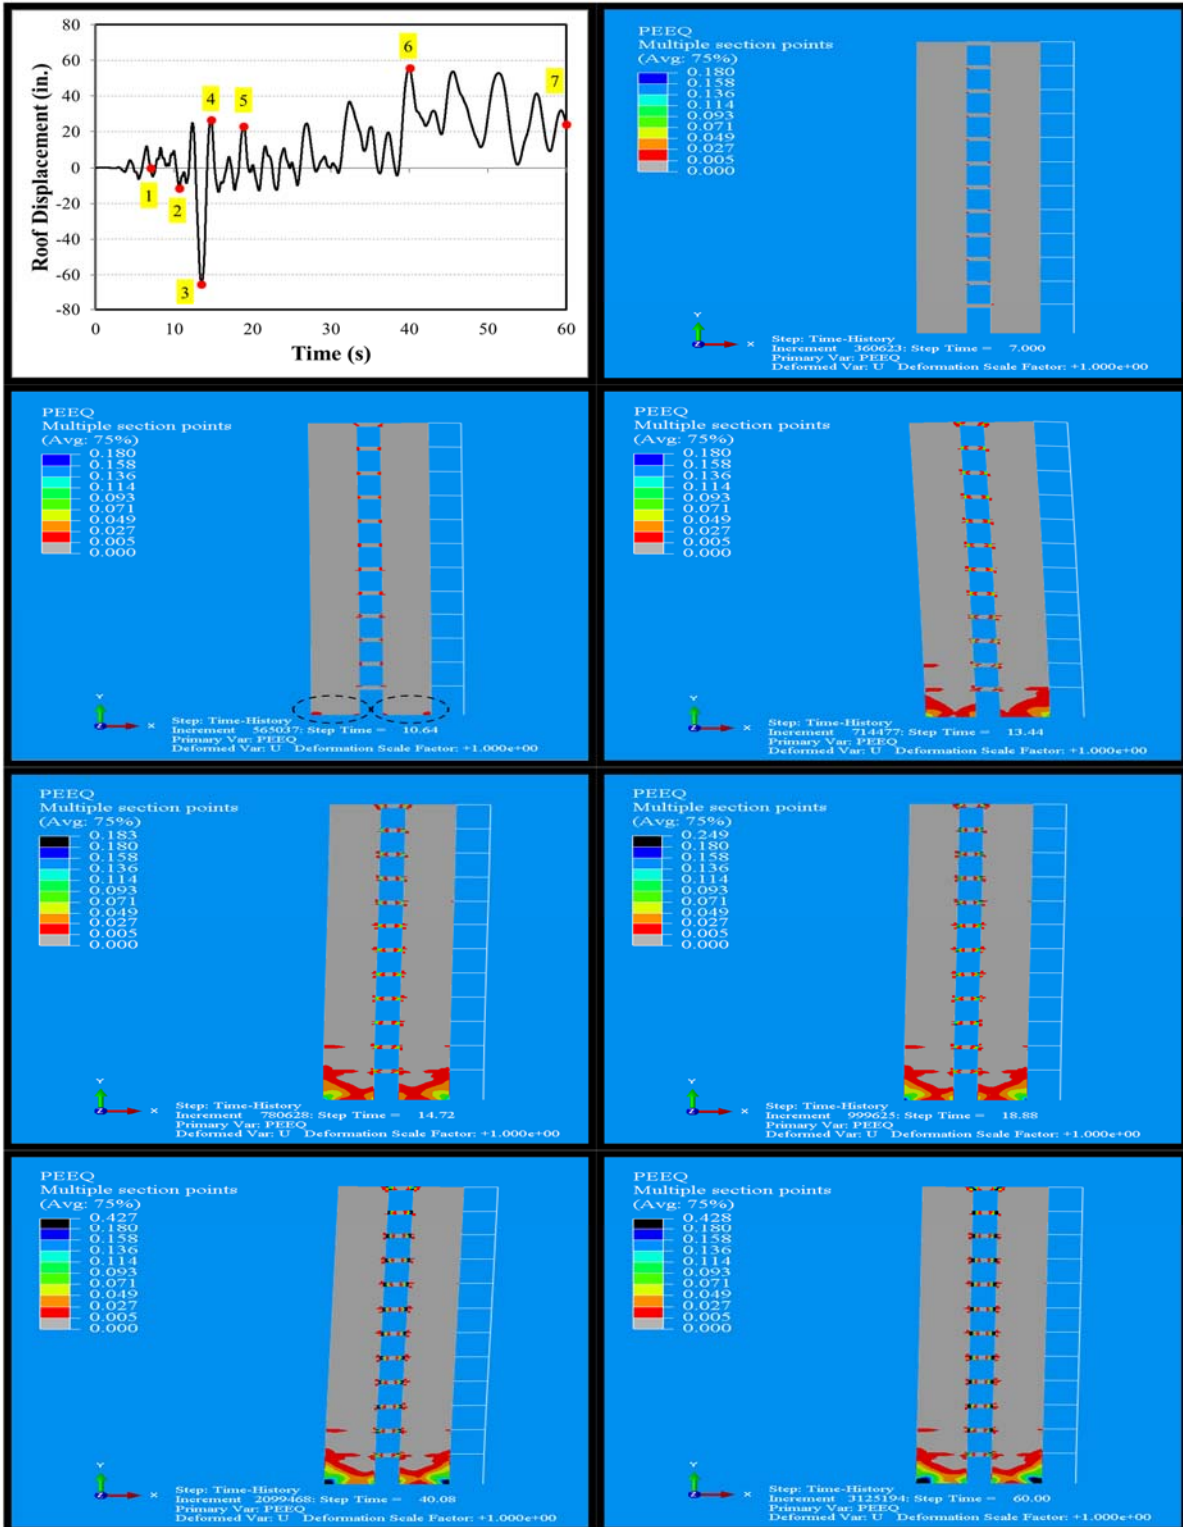 80
60
40
20
0
-20
-40
-60
-80
Roof Displacement (in.)
1
2
3
4
5
6
7
0
10
20
30
40
50
60
Time (s)
PEEQ
Multiple section points
(Avg: 75%)
0.180
0.158
0.136
0.114
0.093
0.071
0.049
0.027
0.005
0.000
Y
Z
X
Step: Time-History
Increment 360623: Step Time = 7.000
Primary Var: PEEQ
Deformed Var: U Deformation Scale Factor: +1.000e+00
PEEQ
Multiple section points
(Avg: 75%)
0.180
0.158
0.136
0.114
0.093
0.071
0.049
0.027
0.005
0.000
Y
Z
X
Step: Time-History
Increment 565037: Step Time = 10.64
Primary Var: PEEQ
Deformed Var: U Deformation Scale Factor: +1.000e+00
PEEQ
Multiple section points
(Avg: 75%)
0.180
0.158
0.136
0.114
0.093
0.071
0.049
0.027
0.005
0.000
Y
Z
X
Step: Time-History
Increment 714477: Step Time = 13.44
Primary Var: PEEQ
Deformed Var: U Deformation Scale Factor: +1.000e+00
PEEQ
Multiple section points
(Avg: 75%)
0.183
0.180
0.158
0.136
0.114
0.093
0.071
0.049
0.027
0.005
0.000
Y
Z
X
Step: Time-History
Increment 780628: Step Time = 14.72
Primary Var: PEEQ
Deformed Var: U Deformation Scale Factor: +1.000e+00
PEEQ
Multiple section points
(Avg: 75%)
0.249
0.180
0.158
0.136
0.114
0.093
0.071
0.049
0.027
0.005
0.000
Y
Z
X
Step: Time-History
Increment 999625: Step Time = 18.88
Primary Var: PEEQ
Deformed Var: U Deformation Scale Factor: +1.000e+00
PEEQ
Multiple section points
(Avg: 75%)
0.427
0.180
0.158
0.136
0.114
0.093
0.071
0.049
0.027
0.005
0.000
Y
Z
X
Step: Time-History
Increment 2099468: Step Time = 40.08
Primary Var: PEEQ
Deformed Var: U Deformation Scale Factor: +1.000e+00
PEEQ
Multiple section points
(Avg: 75%)
0.428
0.180
0.158
0.136
0.114
0.093
0.071
0.049
0.027
0.005
0.000
Y
Z
X
Step: Time-History
Increment 3125194: Step Time = 60.00
Primary Var: PEEQ
Deformed Var: U Deformation Scale Factor: +1.000e+00